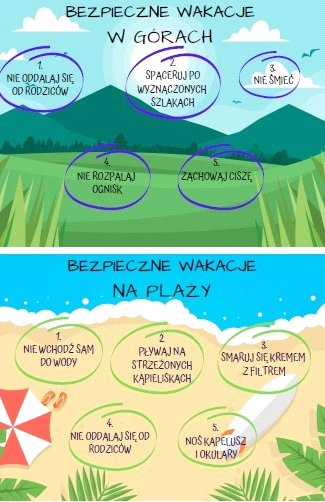 BEZPIECZNE WAKACJE
W GÓRACH
1.
NIE ODDALAJ SIĘ
OD RODZICÓW
2.
SPACERUJ PO
WYZNACZONYCH
SZLAKACH
3.
NIE ŚMIEĆ
4.
NIE ROZPALAJ
OGNISK
5.
ZACHOWAJ CISZĘ
BEZPIECZNE WAKACJE
NA PLAŻY
1.
NIE WCHODŹ SAM
DO WODY
2.
PŁYWAJ NA
STRZEŻONYCH
KĄPIELISKACH
3.
SMARUJ SIĘ KREMEM
Z FILTREM
4.
NIE ODDALAJ SIĘ OD
RODZICÓW
5.
NOŚ KAPELUSZ
I OKULARY